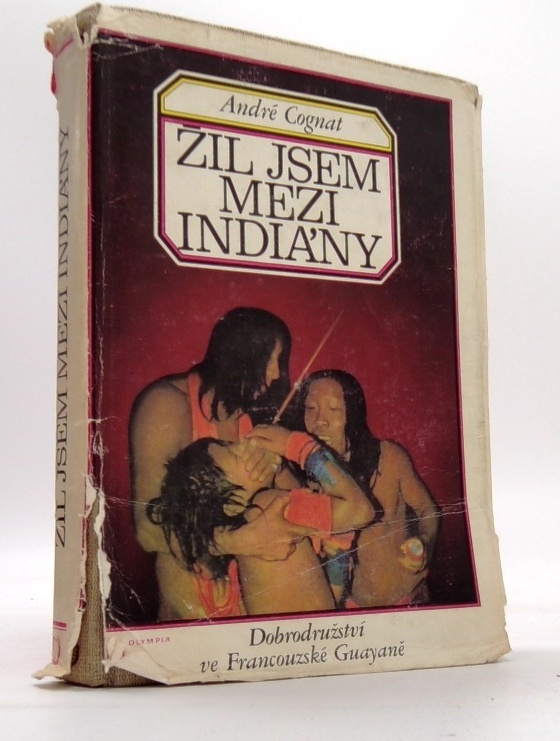 André Cognat
ŽIL JSEM
MEZI
INDIÁNY
ŽIL JSEM MEZI INDIÁNY
OLYMPIA
Dobrodružství
ve Francouzské Guayaně